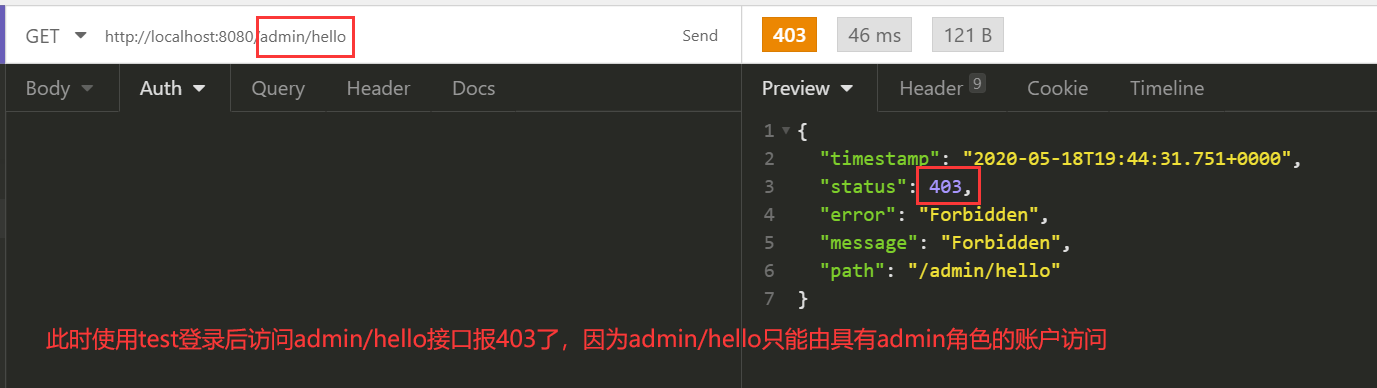 GET http://localhost:8080/admin/hello Send
403 46 ms 121 B
Body Auth Query Header Docs
Preview Header 9 Cookie Timeline
1 {
2 "timestamp": "2020-05-18T19:44:31.751+0000",
3 "status": 403,
4 "error": "Forbidden",
5 "message": "Forbidden",
6 "path": "/admin/hello"
7 }
此时使用test登录后访问admin/hello接口报403了，因为admin/hello只能由具有admin角色的账户访问